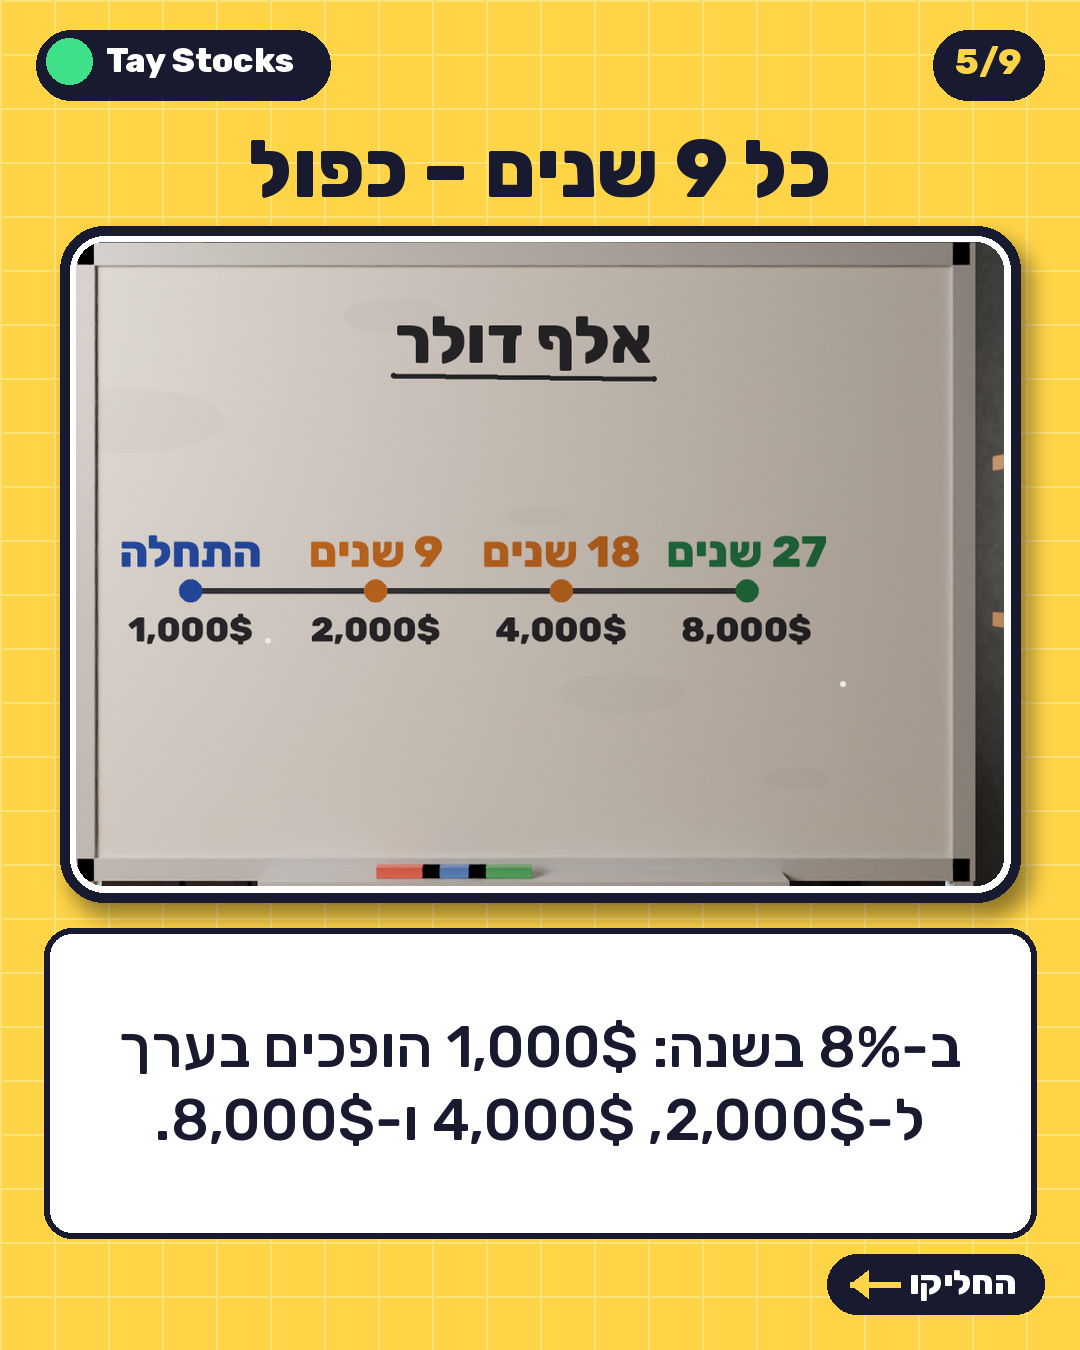 Tay Stocks
5/9
כל 9 שנים – כפול
אלף דולר
התחלה 9 שנים 18 שנים 27 שנים
1,000$ 2,000$ 4,000$ 8,000$
ב-8% בשנה: 1,000$ הופכים בערך
ל-2,000$, 4,000$ ו-8,000$.
החליקו